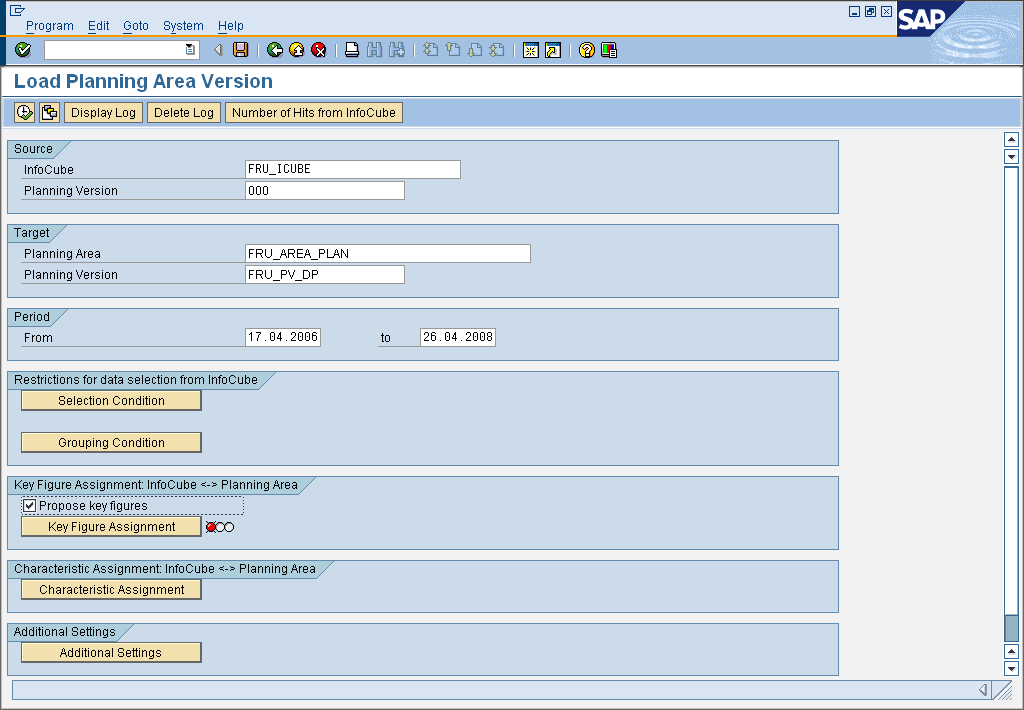 Program Edit Goto System Help
SAP
Load Planning Area Version
Display Log Delete Log Number of Hits from InfoCube
Source
InfoCube FRU_ICUBE
Planning Version 000
Target
Planning Area FRU_AREA_PLAN
Planning Version FRU_PV_DP
Period
From 17.04.2006 to 26.04.2008
Restrictions for data selection from InfoCube
Selection Condition
Grouping Condition
Key Figure Assignment: InfoCube <-> Planning Area
Propose key figures
Key Figure Assignment
Characteristic Assignment: InfoCube <-> Planning Area
Characteristic Assignment
Additional Settings
Additional Settings